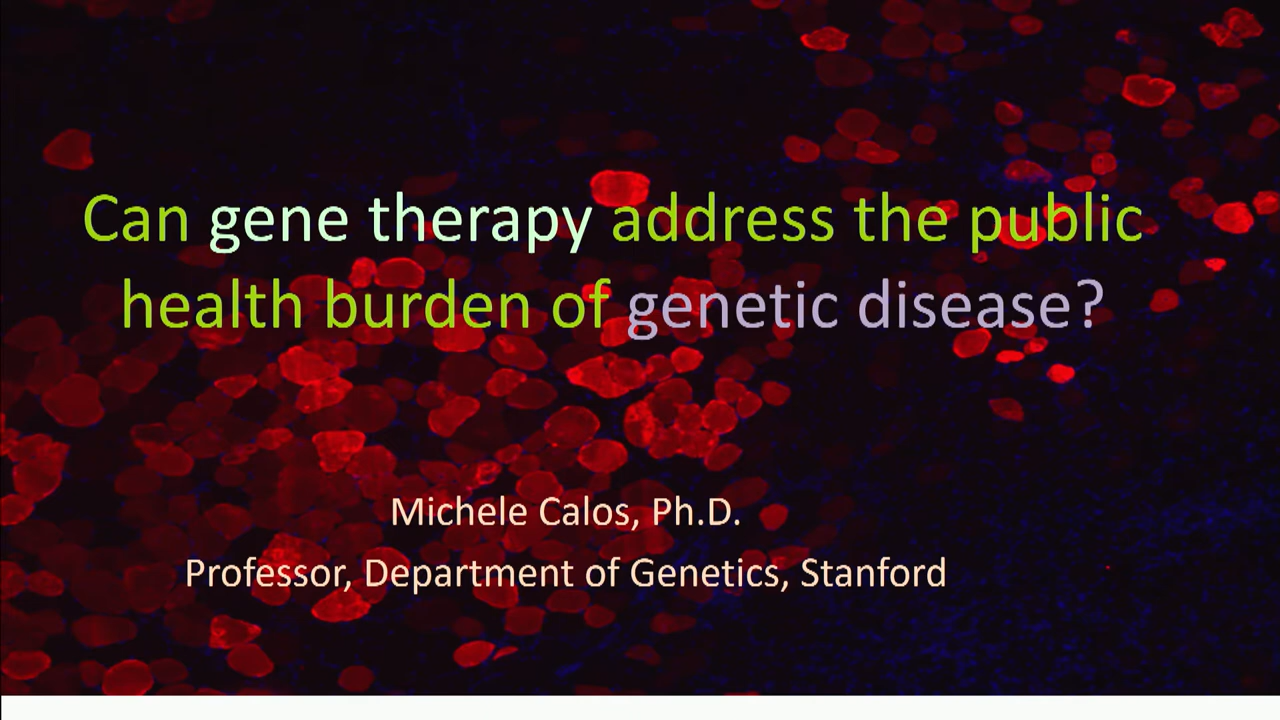 Can gene therapy address the public
health burden of genetic disease?
Michele Calos, Ph.D.
Professor, Department of Genetics, Stanford